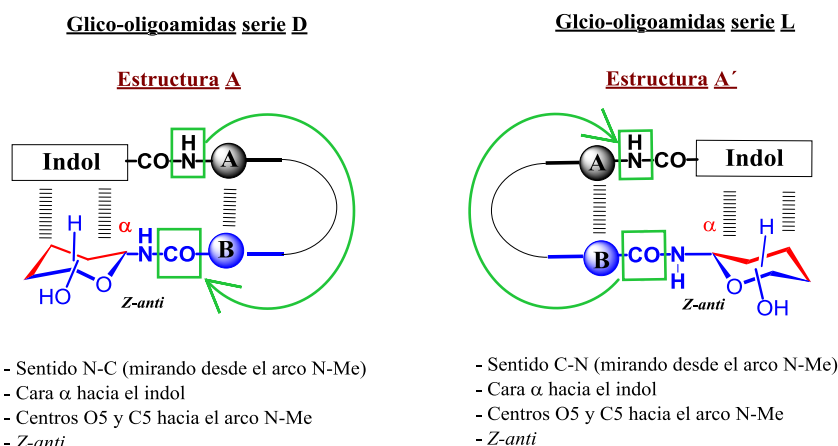 Glico-oligoamidas serie D
Estructura A
H
Indol
CO
N
A
α
H
N
CO
B
O
H
HO
Z-anti
- Sentido N-C (mirando desde el arco N-Me)
- Cara α hacia el indol
- Centros O5 y C5 hacia el arco N-Me
- Z-anti
Glcio-oligoamidas serie L
Estructura A´
H
A
N
CO
Indol
α
H
B
CO
N
H
O
OH
Z-anti
- Sentido C-N (mirando desde el arco N-Me)
- Cara α hacia el indol
- Centros O5 y C5 hacia el arco N-Me
- Z-anti